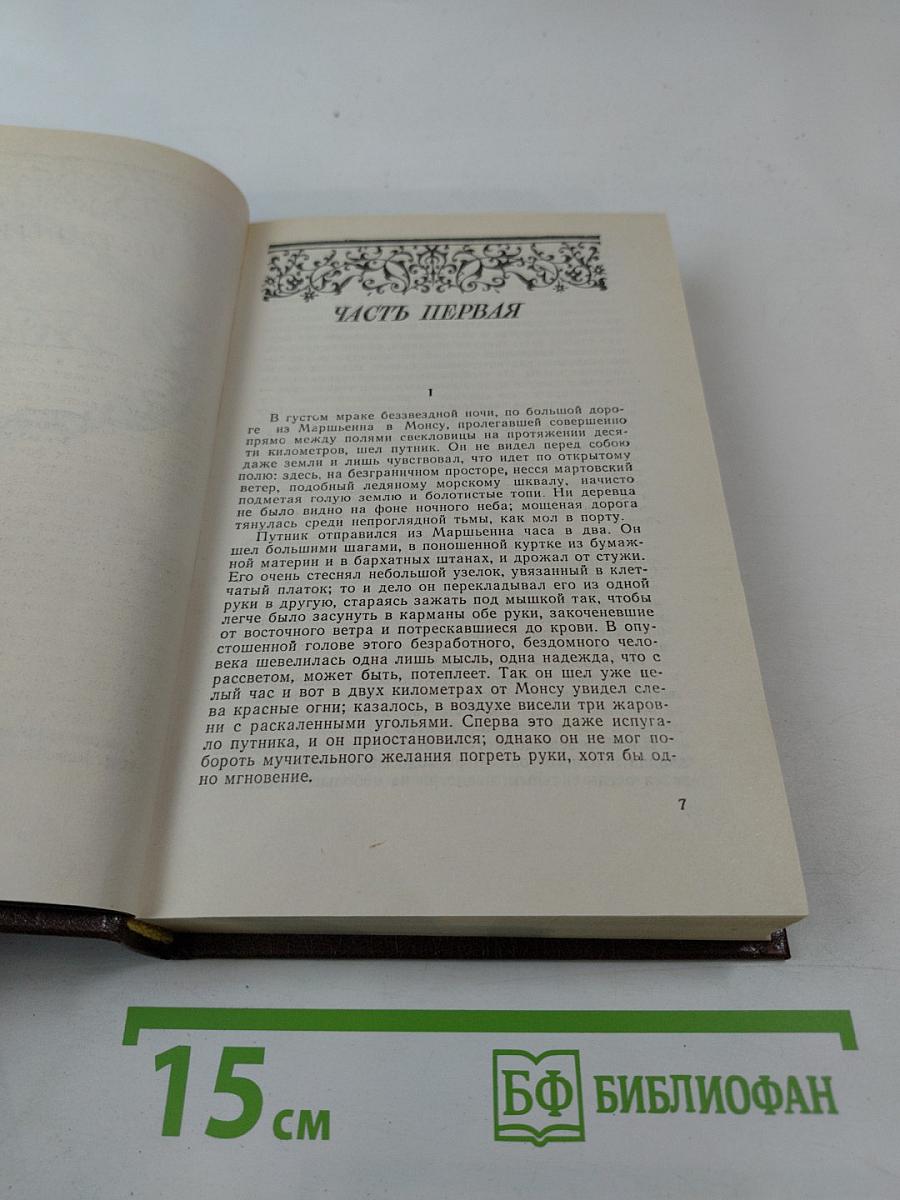 ЧАСТЬ ПЕРВАЯ
I
В густом мраке беззвездной ночи, по большой доро-
ге из Маршьенна в Монсу, пролегавшей совершенно
прямо между полями свекловицы на протяжении деся-
ти километров, шел путник. Он не видел перед собою
даже земли и лишь чувствовал, что идет по открытому
полю: здесь, на безграничном просторе, несся мартовский
ветер, подобный ледяному морскому шквалу, начисто
подметая голую землю и болотистые топи. Ни деревца
не было видно на фоне ночного неба; мощеная дорога
тянулась среди непроглядной тьмы, как мол в порту.
Путник отправился из Маршьенна часа в два. Он
шел большими шагами, в поношенной куртке из бумаж-
ной материи и в бархатных штанах, и дрожал от стужи.
Его очень стеснял небольшой узелок, увязанный в клет-
чатый платок; то и дело он перекладывал его из одной
руки в другую, стараясь зажать под мышкой так, чтобы
легче было засунуть в карманы обе руки, закоченевшие
от восточного ветра и потрескавшиеся до крови. В опу-
стошенной голове этого безработного, бездомного чело-
века шевелилась одна лишь мысль, одна надежда, что с
рассветом, может быть, потеплеет. Так он шел уже це-
лый час и вот в двух километрах от Монсу увидел сле-
ва красные огни; казалось, в воздухе висели три жаров-
ни с раскаленными угольями. Сперва это даже испуга-
ло путника, и он приостановился; однако он не мог по-
бороть мучительного желания погреть руки, хотя бы од-
но мгновение.
7
15 см
БФ БИБЛИОФАН